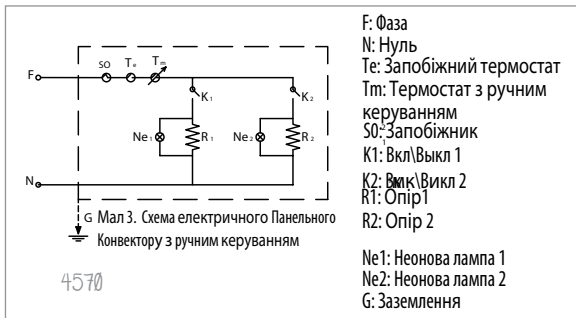 F
SO
Te
Tm
K1
K2
Ne1
R1
Ne2
R2
N
G
Мал 3. Схема електричного Панельного
Конвектору з ручним керуванням
4570
F: Фаза
N: Нуль
Te: Запобіжний термостат
Tm: Термостат з ручним
керуванням
S0: Запобіжник
K1: Вкл\Выкл 1
K2: Вмк\Викл 2
R1: Опір1
R2: Опір 2
Ne1: Неонова лампа 1
Ne2: Неонова лампа 2
G: Заземлення